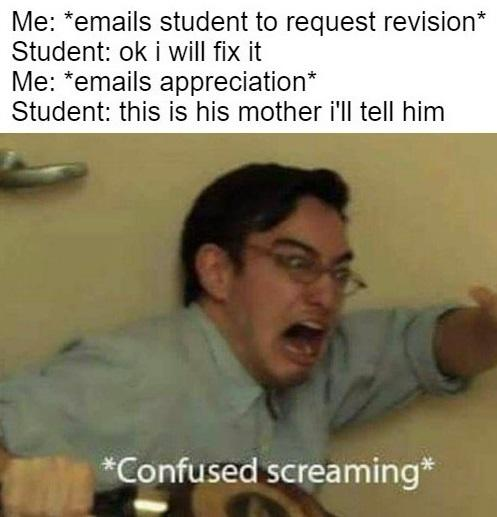 Me: *emails student to request revision*
Student: ok i will fix it
Me: *emails appreciation*
Student: this is his mother i'll tell him
*Confused screaming*